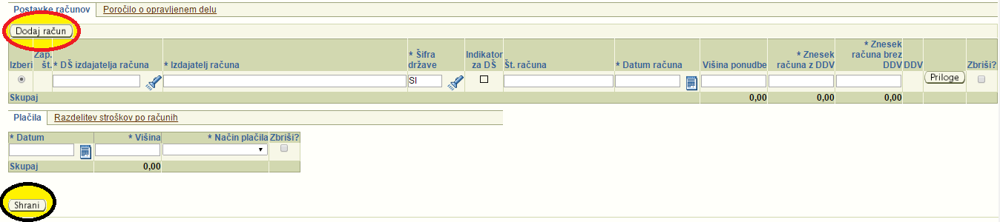 Postavke računov Poročilo o opravljenem delu
Dodaj račun
Izberi Zap. št. * DŠ izdajatelja računa * Izdajatelj računa * Šifra države Indikator za DŠ Št. računa * Datum računa Višina ponudbe * Znesek računa z DDV * Znesek računa brez DDV DDV Zbriši?
SI Priloge
Skupaj 0,00 0,00 0,00
Plačila Razdelitev stroškov po računih
* Datum * Višina * Način plačila Zbriši?
Skupaj 0,00
Shrani